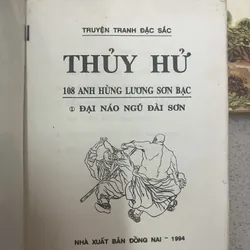 TRUYỆN TRANH ĐẶC SẮC
THỦY HỬ
108 ANH HÙNG LƯƠNG SƠN BẠC
① ĐẠI NÁO NGŨ ĐÀI SƠN
NHÀ XUẤT BẢN ĐỒNG NAI - 1994